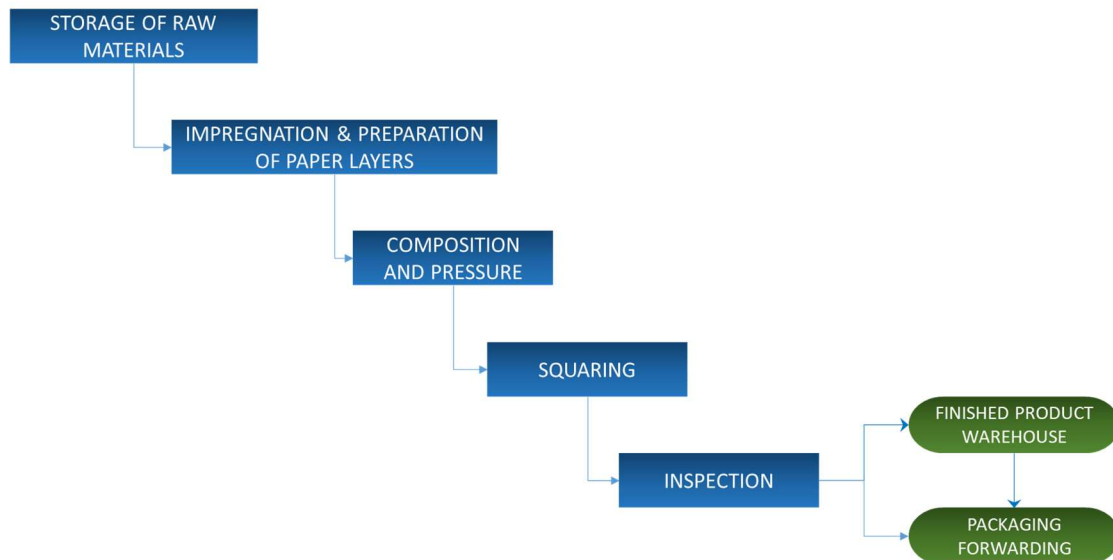 STORAGE OF RAW
MATERIALS
IMPREGNATION & PREPARATION
OF PAPER LAYERS
COMPOSITION
AND PRESSURE
SQUARING
INSPECTION
FINISHED PRODUCT
WAREHOUSE
PACKAGING
FORWARDING